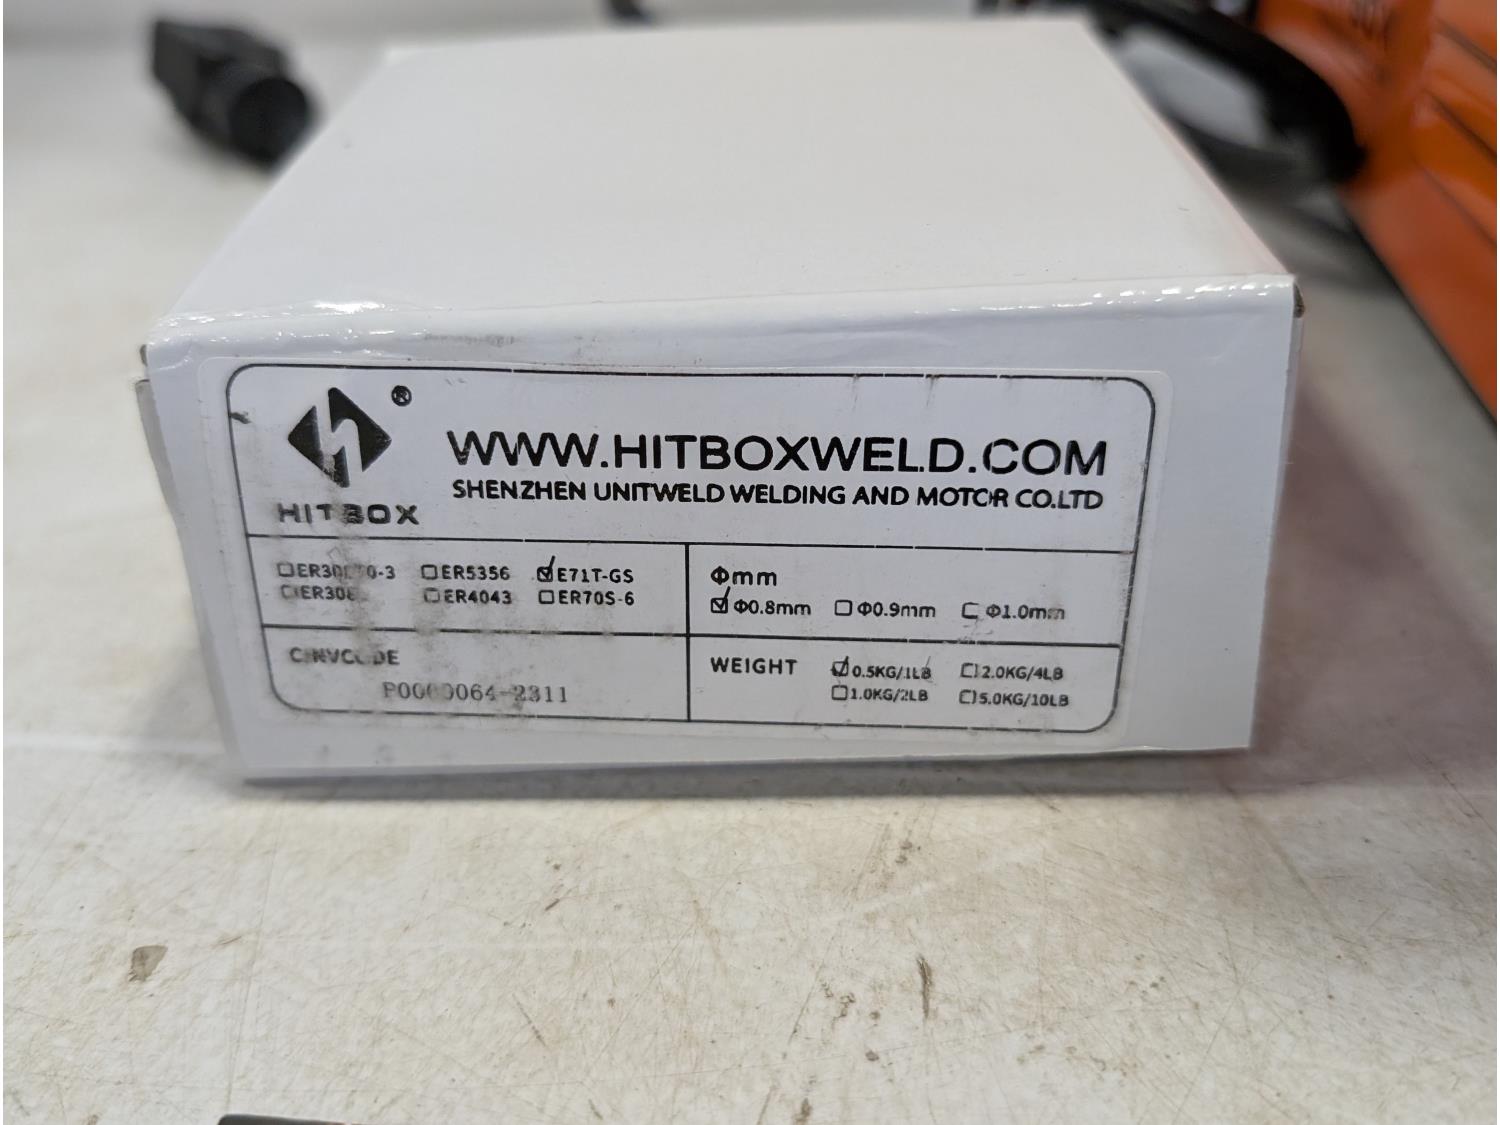 ®
WWW.HITBOXWELD.COM
SHENZHEN UNITWELD WELDING AND MOTOR CO.LTD
HITBOX
☐ER5356 ☑E71T-GS
☐ER4043 ☐ER70S-6
Φmm
☑Φ0.8mm ☐Φ0.9mm ☐Φ1.0mm
WEIGHT ☑0.5KG/1LB ☐2.0KG/4LB
☐1.0KG/2LB ☐5.0KG/10LB